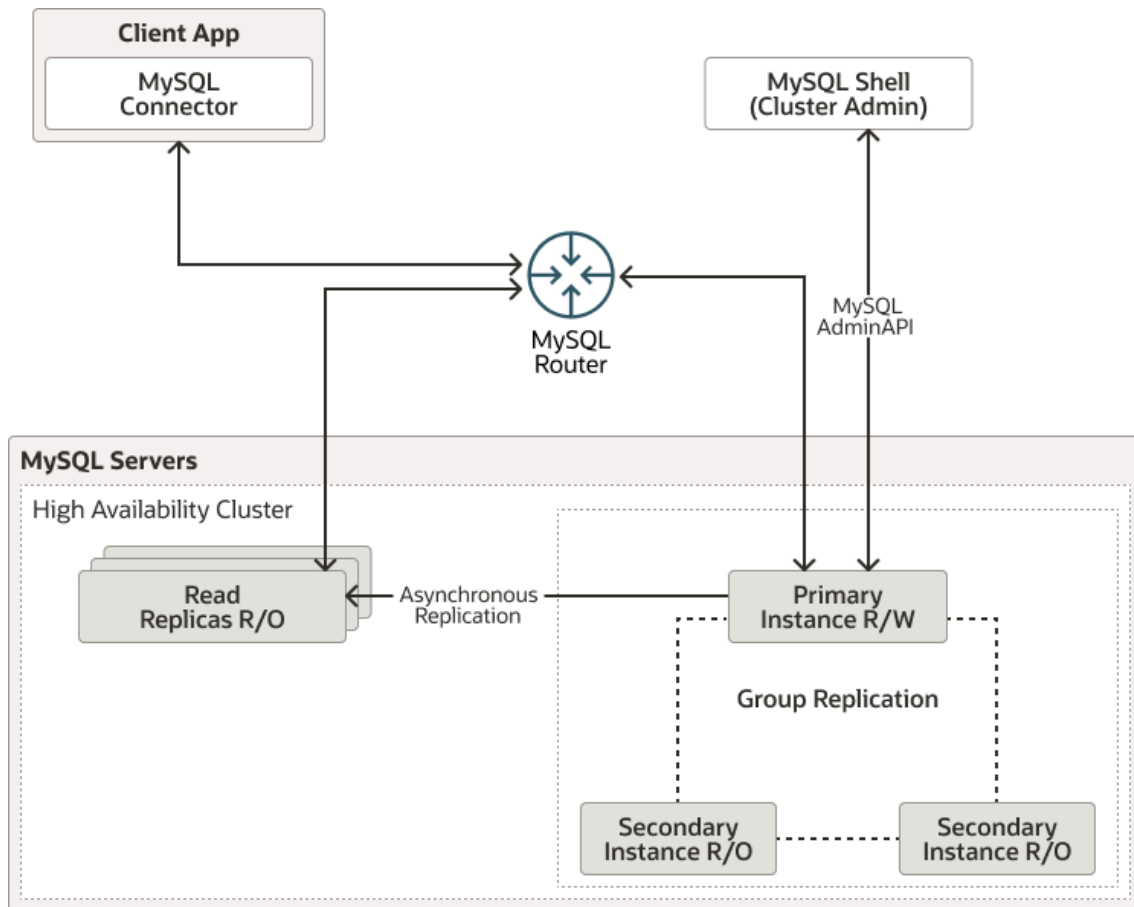 Client App
MySQL
Connector
MySQL Shell
(Cluster Admin)
MySQL
Router
MySQL
AdminAPI
MySQL Servers
High Availability Cluster
Read
Replicas R/O
Asynchronous
Replication
Primary
Instance R/W
Group Replication
Secondary
Instance R/O
Secondary
Instance R/O